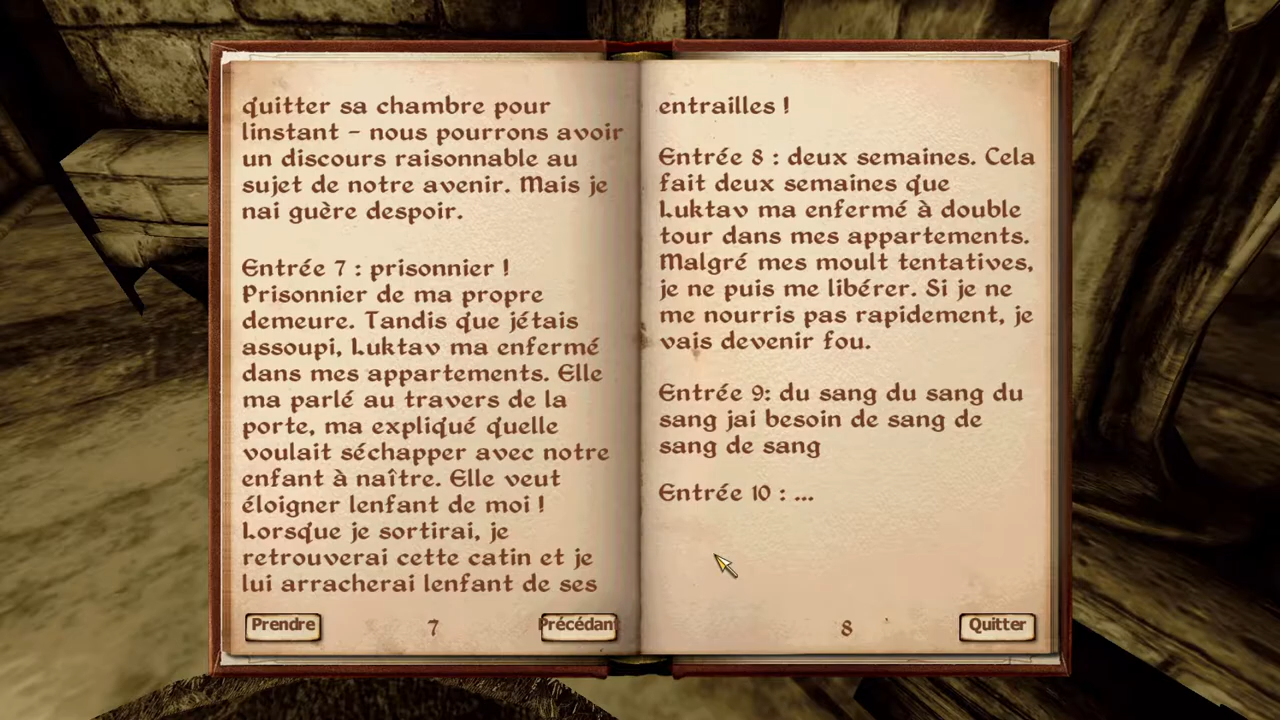 quitter sa chambre pour
linstant - nous pourrons avoir
un discours raisonnable au
sujet de notre avenir. Mais je
nai guère despoir.
Entrée 7 : prisonnier !
Prisonnier de ma propre
demeure. Tandis que jétais
assoupi, Luktav ma enfermé
dans mes appartements. Elle
ma parlé au travers de la
porte, ma expliqué quelle
voulait séchapper avec notre
enfant à naître. Elle veut
éloigner lenfant de moi !
Lorsque je sortirai, je
retrouverai cette catin et je
lui arracherai lenfant de ses
Prendre
7
Précédant
entrailles !
Entrée 8 : deux semaines. Cela
fait deux semaines que
Luktav ma enfermé à double
tour dans mes appartements.
Malgré mes moult tentatives,
je ne puis me libérer. Si je ne
me nourris pas rapidement, je
vais devenir fou.
Entrée 9: du sang du sang du
sang jai besoin de sang de
sang de sang
Entrée 10 : ...
8
Quitter